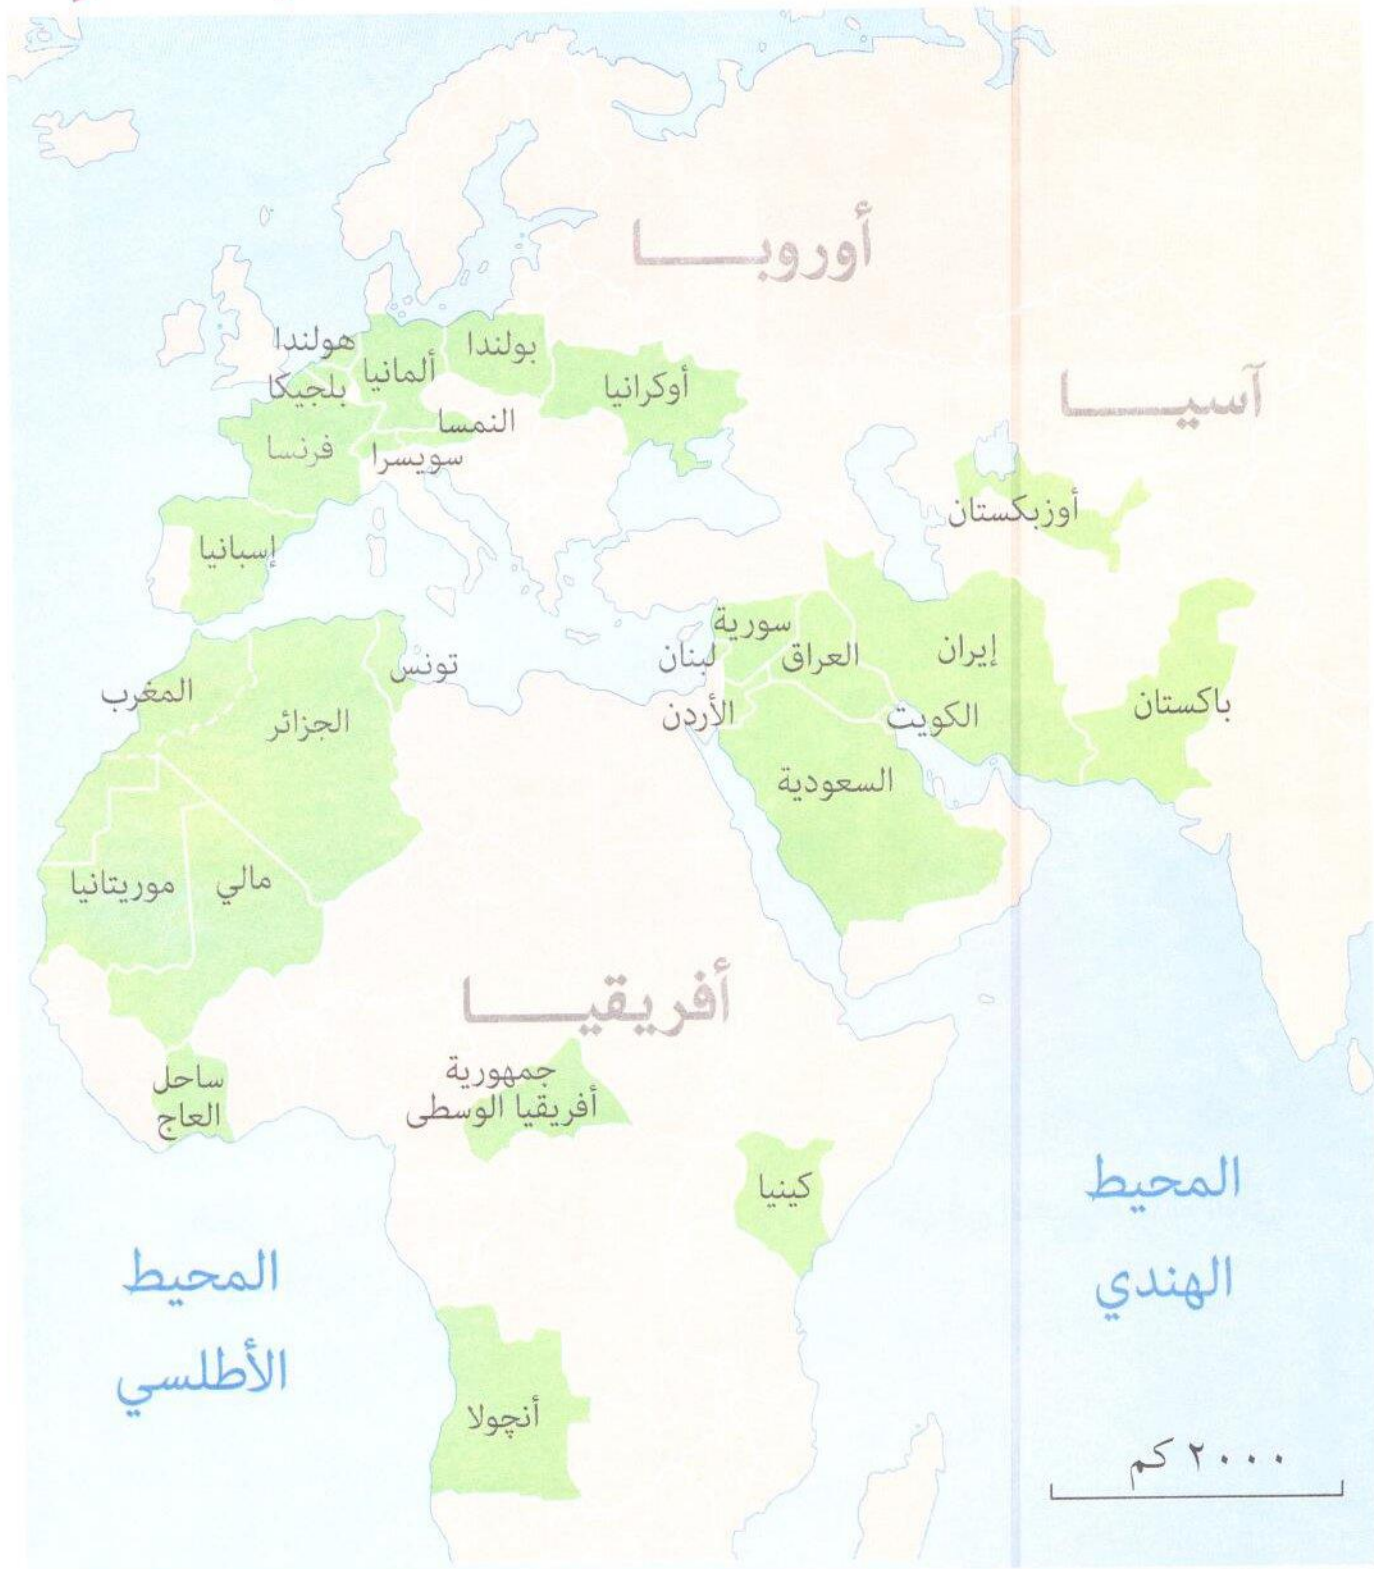 أوروبا
هولندا
بولندا
ألمانيا
بلجيكا
أوكرانيا
آسيا
النمسا
فرنسا
سويسرا
أوزبكستان
إسبانيا
سورية
إيران
العراق
لبنان
تونس
المغرب
باكستان
الأردن
الكويت
الجزائر
السعودية
مالي
موريتانيا
أفريقيا
ساحل
العاج
جمهورية
أفريقيا الوسطى
كينيا
المحيط
الهندي
المحيط
الأطلسي
أنچولا
٢٠٠٠ كم